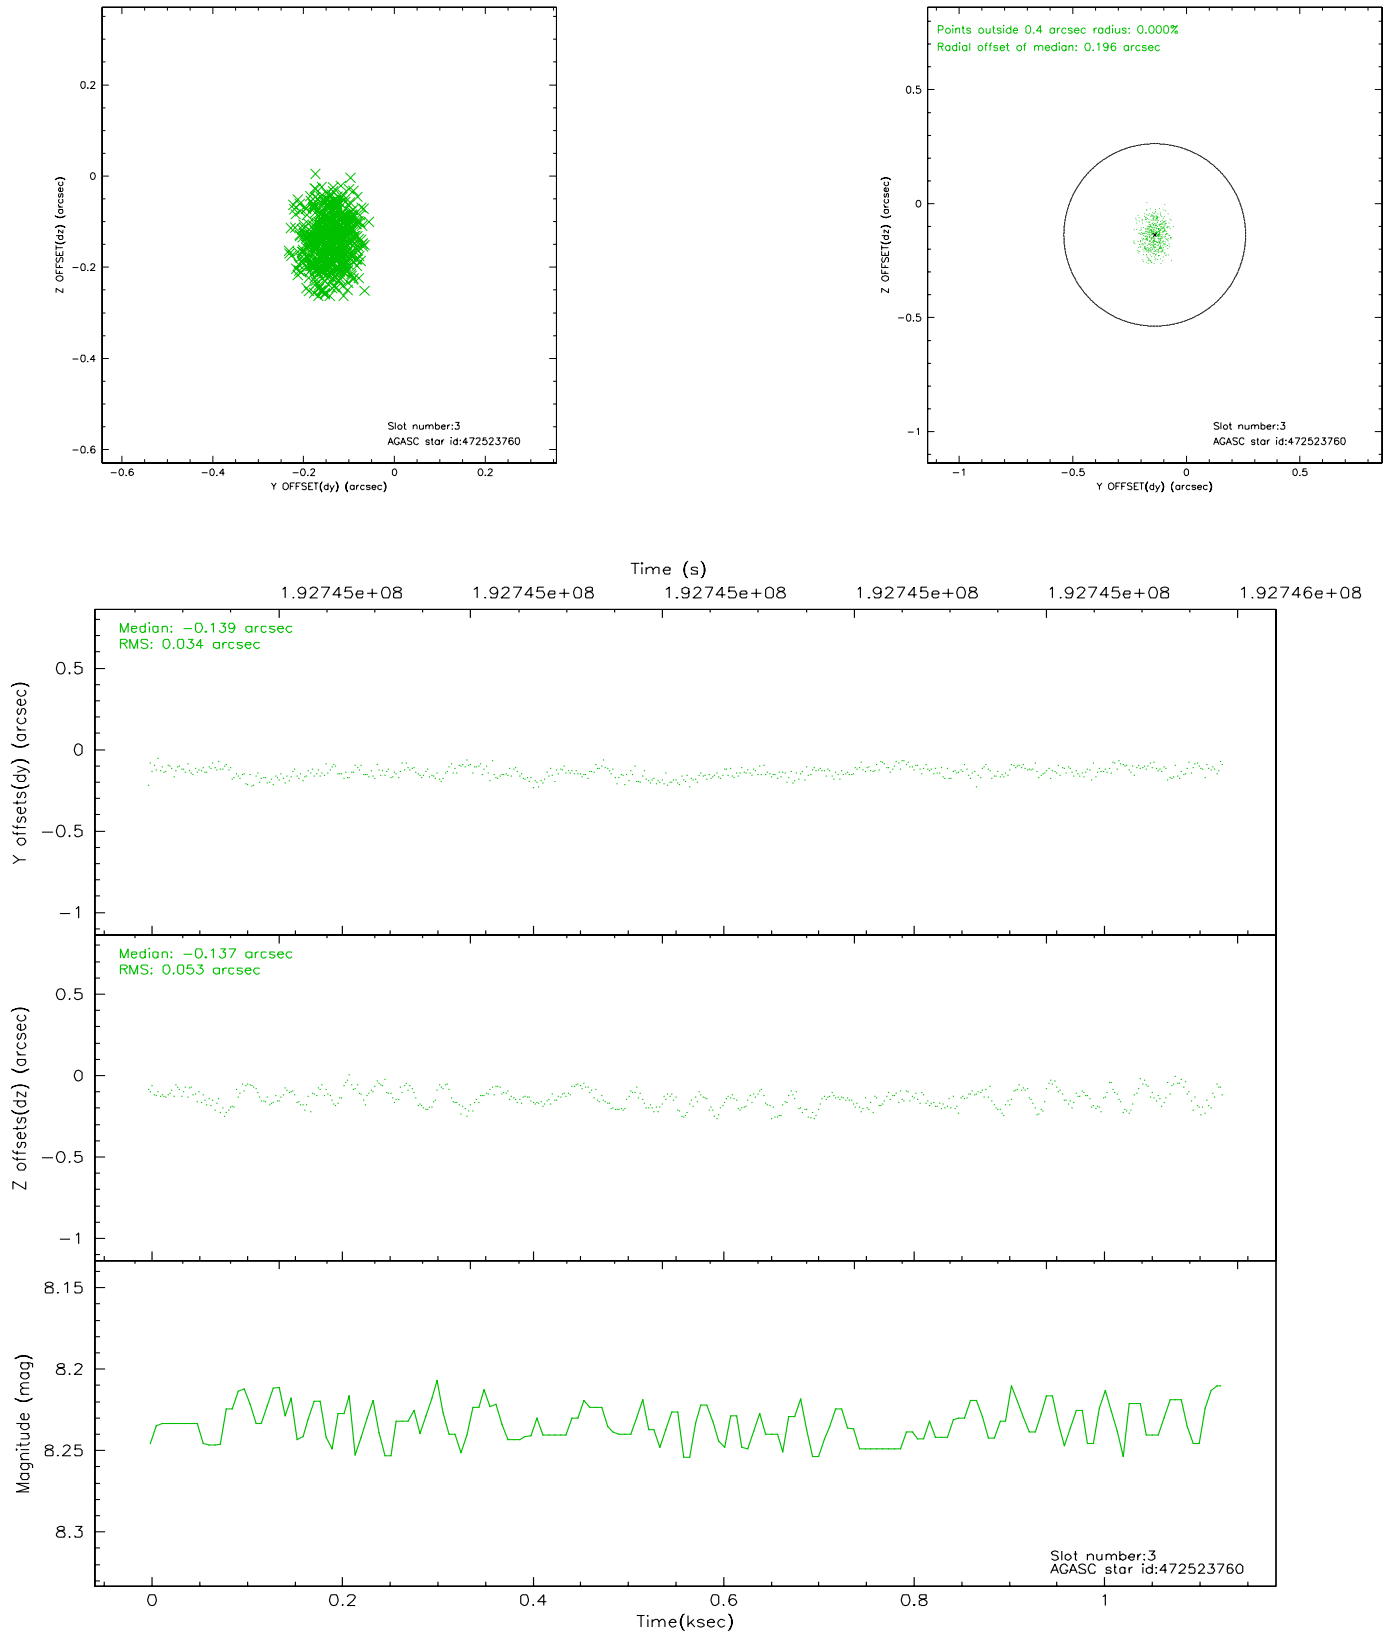 0.2
0
−0.2
−0.4
−0.6
Z OFFSET(dz) (arcsec)
Slot number:3
AGASC star id:472523760
−0.6 −0.4 −0.2 0 0.2
Y OFFSET(dy) (arcsec)
Points outside 0.4 arcsec radius: 0.000%
Radial offset of median: 0.196 arcsec
0.5
0
−0.5
−1
Z OFFSET(dz) (arcsec)
Slot number:3
AGASC star id:472523760
−1 −0.5 0 0.5
Y OFFSET(dy) (arcsec)
Time (s)
1.92745e+08 1.92745e+08 1.92745e+08 1.92745e+08 1.92745e+08 1.92746e+08
Median: −0.139 arcsec
RMS: 0.034 arcsec
0.5
0
−0.5
−1
Y offsets(dy) (arcsec)
Median: −0.137 arcsec
RMS: 0.053 arcsec
0.5
0
−0.5
−1
Z offsets(dz) (arcsec)
8.15
8.2
8.25
8.3
Magnitude (mag)
Slot number:3
AGASC star id:472523760
0 0.2 0.4 0.6 0.8 1
Time(ksec)